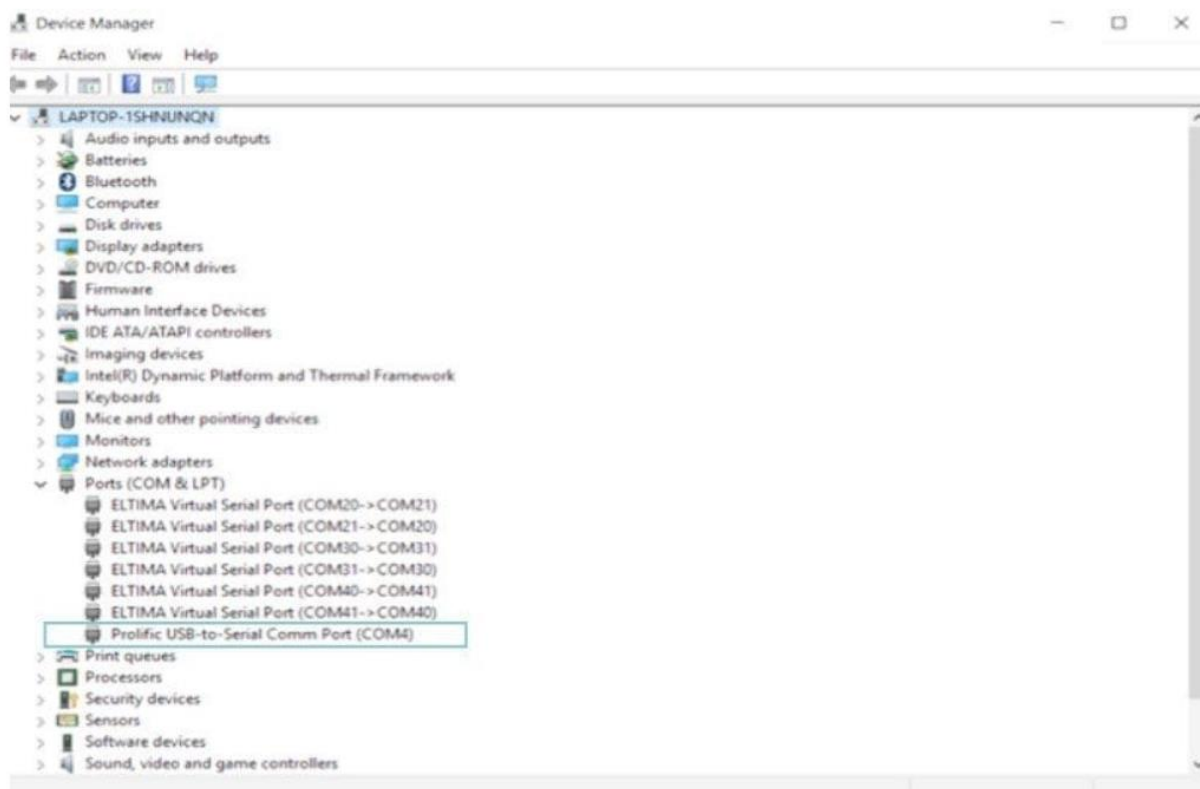 Device Manager
File Action View Help
LAPTOP-1SHNUNQN
Audio inputs and outputs
Batteries
Bluetooth
Computer
Disk drives
Display adapters
DVD/CD-ROM drives
Firmware
Human Interface Devices
IDE ATA/ATAPI controllers
Imaging devices
Intel(R) Dynamic Platform and Thermal Framework
Keyboards
Mice and other pointing devices
Monitors
Network adapters
Ports (COM & LPT)
ELTIMA Virtual Serial Port (COM20->COM21)
ELTIMA Virtual Serial Port (COM21->COM20)
ELTIMA Virtual Serial Port (COM30->COM31)
ELTIMA Virtual Serial Port (COM31->COM30)
ELTIMA Virtual Serial Port (COM40->COM41)
ELTIMA Virtual Serial Port (COM41->COM40)
Prolific USB-to-Serial Comm Port (COM4)
Print queues
Processors
Security devices
Sensors
Software devices
Sound, video and game controllers